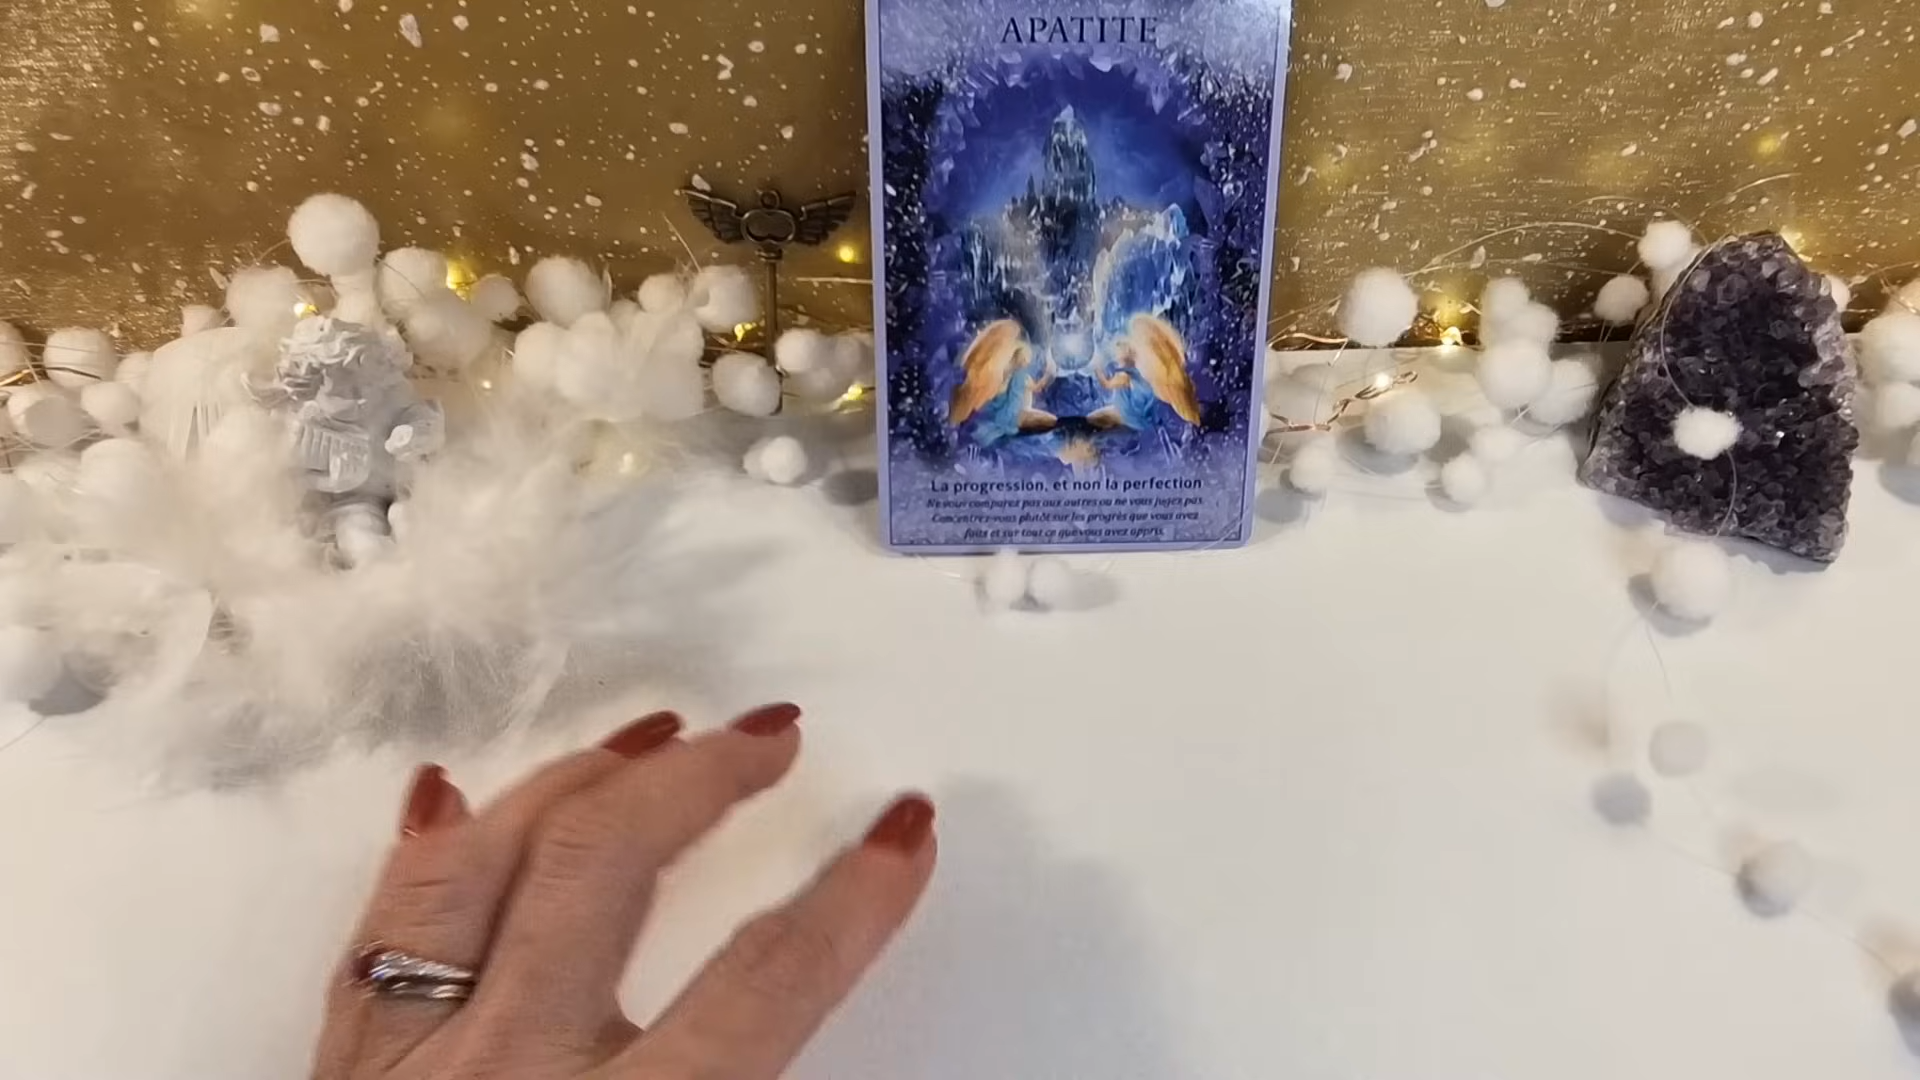 APATITE
La progression, et non la perfection
Ne vous comparez pas aux autres ou ne vous jugez pas.
Concentrez-vous plutôt sur les progrès que vous avez
faits et sur tout ce que vous avez appris.